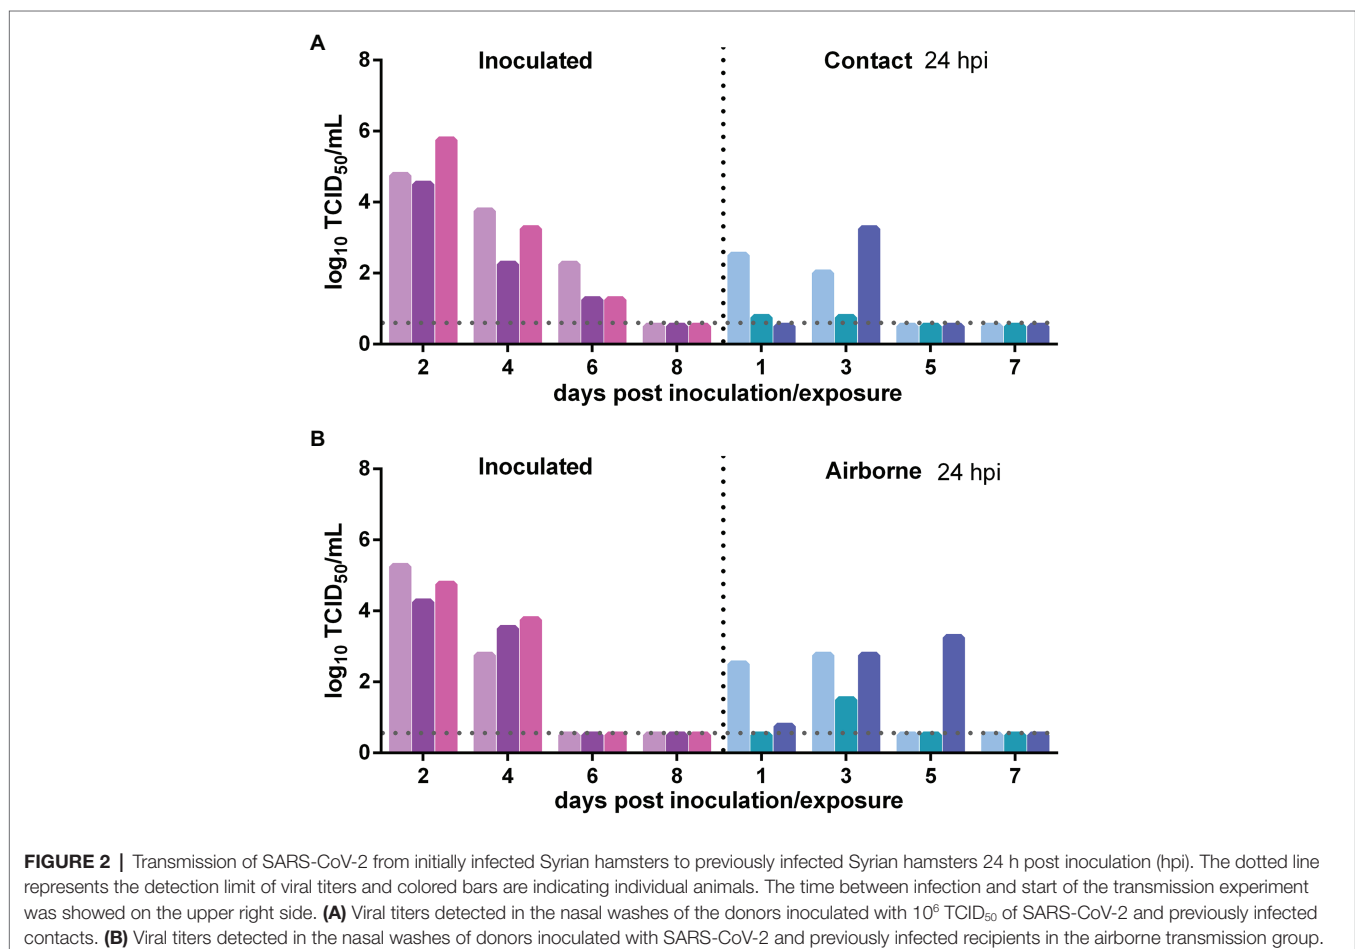 A
Inoculated
Contact 24 hpi
log10 TCID50/mL
8
6
4
2
0
2 4 6 8 1 3 5 7
days post inoculation/exposure
B
Inoculated
Airborne 24 hpi
log10 TCID50/mL
8
6
4
2
0
2 4 6 8 1 3 5 7
days post inoculation/exposure
FIGURE 2 | Transmission of SARS-CoV-2 from initially infected Syrian hamsters to previously infected Syrian hamsters 24 h post inoculation (hpi). The dotted line
represents the detection limit of viral titers and colored bars are indicating individual animals. The time between infection and start of the transmission experiment
was showed on the upper right side. (A) Viral titers detected in the nasal washes of the donors inoculated with 10⁶ TCID₅₀ of SARS-CoV-2 and previously infected
contacts. (B) Viral titers detected in the nasal washes of donors inoculated with SARS-CoV-2 and previously infected recipients in the airborne transmission group.